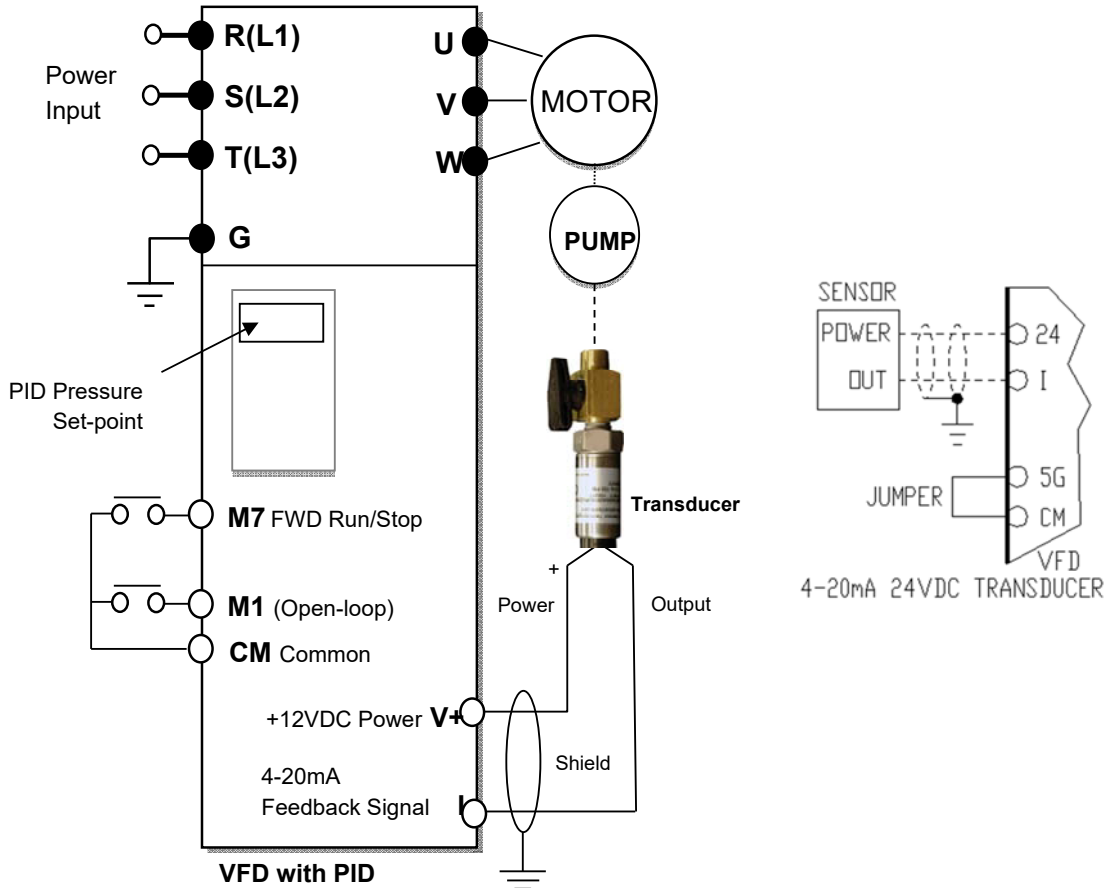 R(L1)
S(L2)
T(L3)
Power
Input
G
U
V
W
MOTOR
PUMP
PID Pressure
Set-point
M7 FWD Run/Stop
M1 (Open-loop)
CM Common
+12VDC Power V+
4-20mA
Feedback Signal I
VFD with PID
Transducer
+
Power
Output
Shield
SENSOR
POWER
OUT
24
I
JUMPER
5G
CM
VFD
4-20mA 24VDC TRANSDUCER